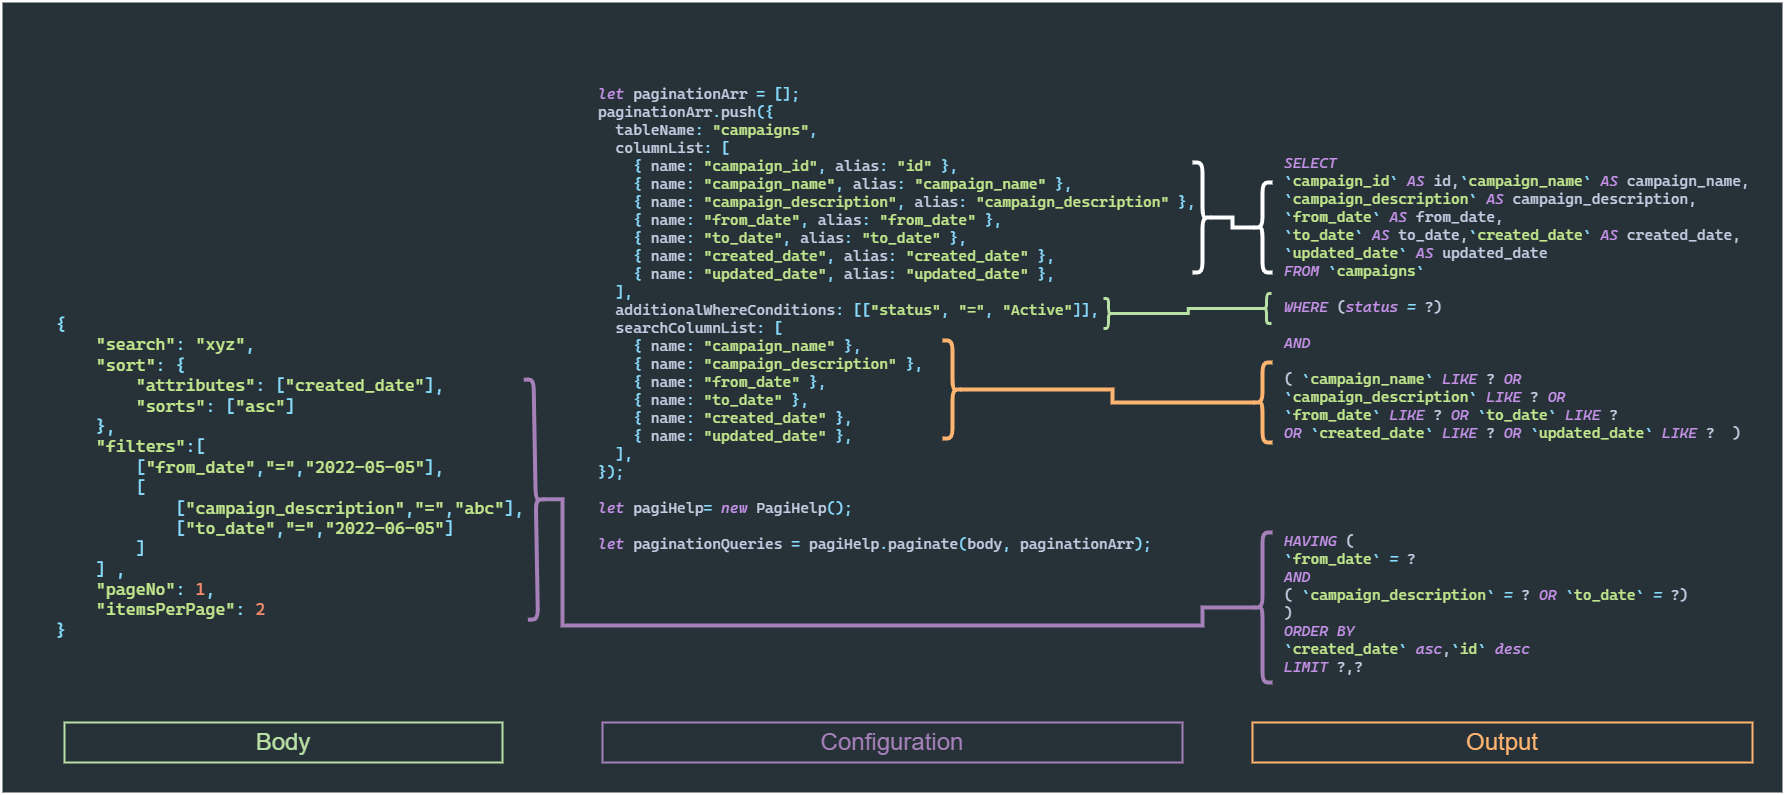 {
    "search": "xyz",
    "sort": {
        "attributes": ["created_date"],
        "sorts": ["asc"]
    },
    "filters":[
        ["from_date","=","2022-05-05"],
        [
            ["campaign_description","=","abc"],
            ["to_date","=","2022-06-05"]
        ]
    ] ,
    "pageNo": 1,
    "itemsPerPage": 2
}
Body
let paginationArr = [];
paginationArr.push({
  tableName: "campaigns",
  columnList: [
    { name: "campaign_id", alias: "id" },
    { name: "campaign_name", alias: "campaign_name" },
    { name: "campaign_description", alias: "campaign_description" },
    { name: "from_date", alias: "from_date" },
    { name: "to_date", alias: "to_date" },
    { name: "created_date", alias: "created_date" },
    { name: "updated_date", alias: "updated_date" },
  ],
  additionalWhereConditions: [["status", "=", "Active"]],
  searchColumnList: [
    { name: "campaign_name" },
    { name: "campaign_description" },
    { name: "from_date" },
    { name: "to_date" },
    { name: "created_date" },
    { name: "updated_date" },
  ],
});
let pagiHelp= new PagiHelp();
let paginationQueries = pagiHelp.paginate(body, paginationArr);
Configuration
SELECT
`campaign_id` AS id,`campaign_name` AS campaign_name,
`campaign_description` AS campaign_description,
`from_date` AS from_date,
`to_date` AS to_date,`created_date` AS created_date,
`updated_date` AS updated_date
FROM `campaigns`
WHERE (status = ?)
AND
( `campaign_name` LIKE ? OR
`campaign_description` LIKE ? OR
`from_date` LIKE ? OR `to_date` LIKE ?
OR `created_date` LIKE ? OR `updated_date` LIKE ?  )
HAVING (
`from_date` = ?
AND
( `campaign_description` = ? OR `to_date` = ?)
)
ORDER BY
`created_date` asc,`id` desc
LIMIT ?,?
Output